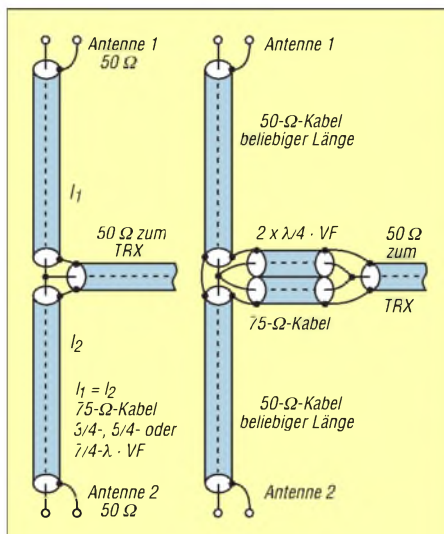 Antenne 1
50 Ω
l1
50 Ω zum
TRX
l2
l1 = l2
75-Ω-Kabel
3/4-, 5/4- oder
7/4-λ · VF
Antenne 2
50 Ω
Antenne 1
50-Ω-Kabel
beliebiger Länge
2 x λ/4 · VF
50 Ω
zum
TRX
75-Ω-Kabel
50-Ω-Kabel
beliebiger Länge
Antenne 2